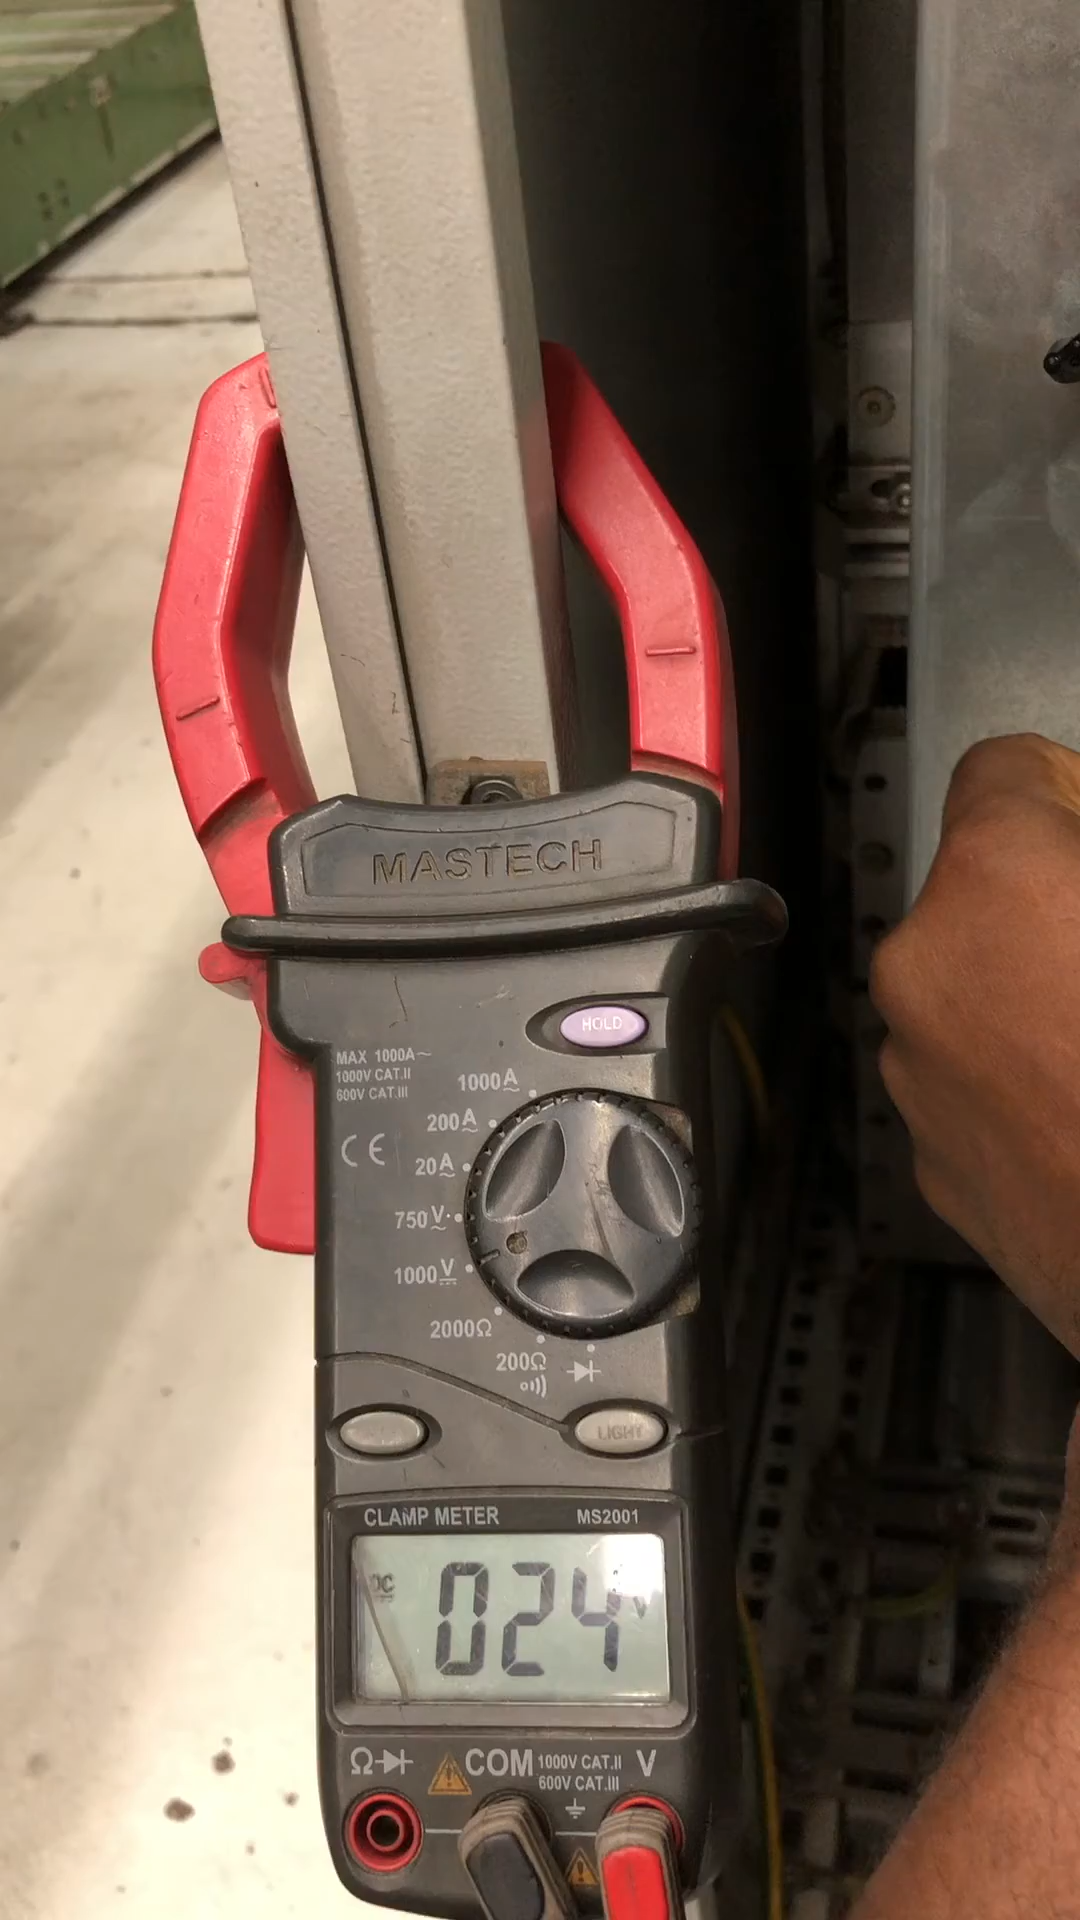 MASTECH
HOLD
MAX 1000A~
1000V CAT.II
600V CAT.III
CE
1000A
200A
20A
750V
1000V
2000Ω
200Ω
LIGHT
CLAMP METER MS2001
DC
024 V
Ω COM 1000V CAT.II V
600V CAT.III